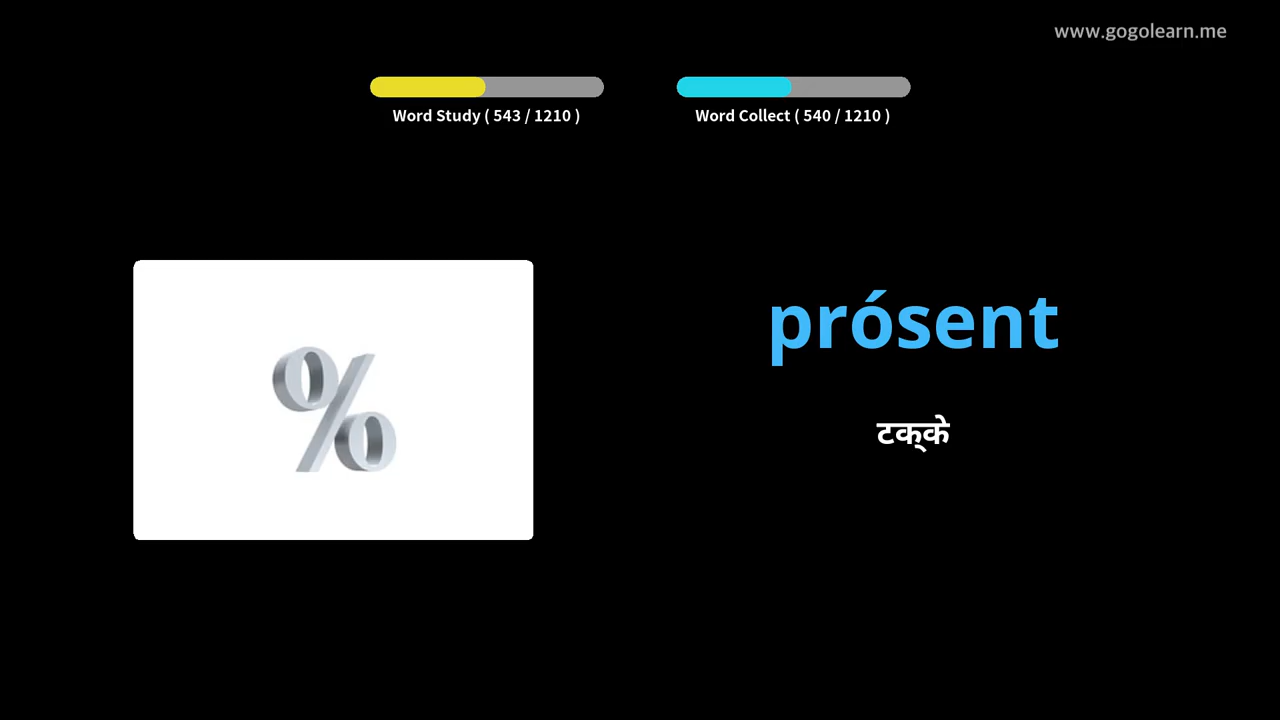 www.gogolearn.me
Word Study ( 543 / 1210 )
Word Collect ( 540 / 1210 )
%
prósent
टक्के